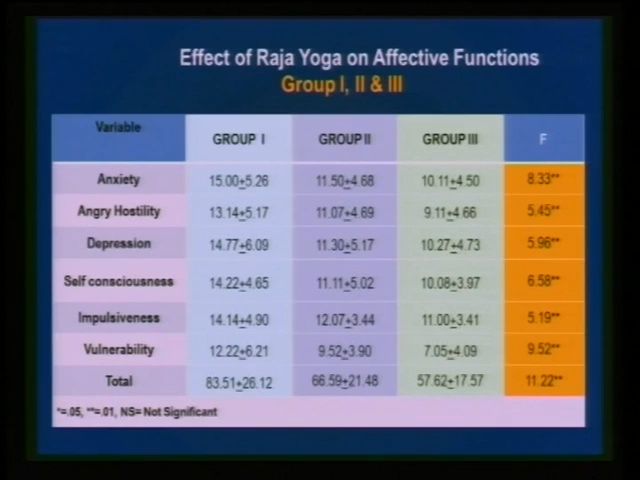 Effect of Raja Yoga on Affective Functions
Group I, II & III
Variable GROUP I GROUP II GROUP III F
Anxiety 15.00±5.26 11.50±4.68 10.11±4.50 8.33**
Angry Hostility 13.14±5.17 11.07±4.69 9.11±4.66 5.45**
Depression 14.77±6.09 11.30±5.17 10.27±4.73 5.96**
Self consciousness 14.22±4.65 11.11±5.02 10.08±3.97 6.58**
Impulsiveness 14.14±4.90 12.07±3.44 11.00±3.41 5.19**
Vulnerability 12.22±6.21 9.52±3.90 7.05±4.09 9.52**
Total 83.51±26.12 66.59±21.48 57.62±17.57 11.22**
*=.05, **=.01, NS= Not Significant